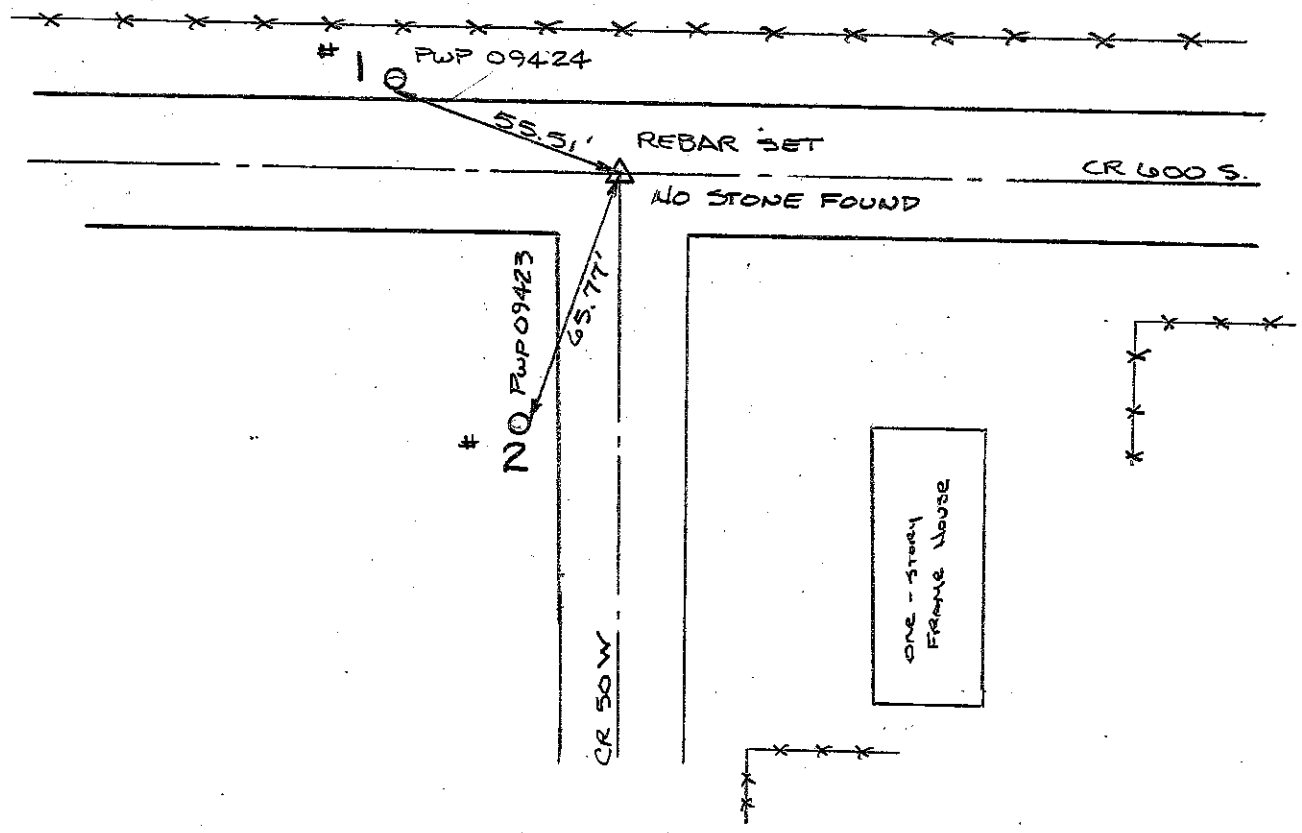 # 1 PWP 09424
55.51'
REBAR SET
CR 600 S.
NO STONE FOUND
PWP 09423
65.77'
# 2
ONE - STORY
FRAME HOUSE
CR 50 W